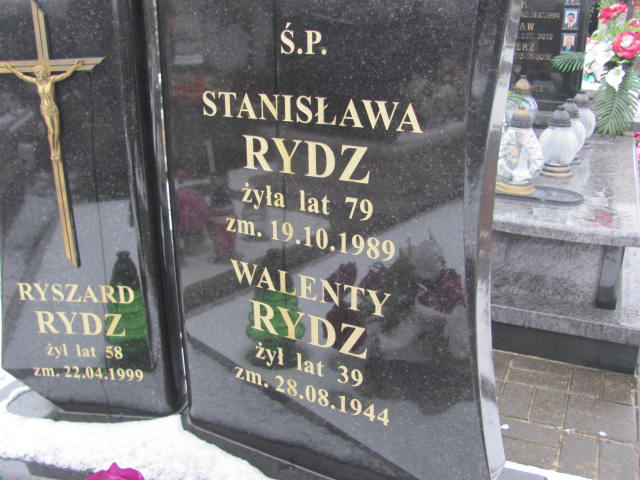 Ś.P.
STANISŁAWA
RYDZ
żyła lat 79
zm. 19.10.1989
WALENTY
RYDZ
żył lat 39
zm. 28.08.1944
RYSZARD
RYDZ
żył lat 58
zm. 22.04.1999